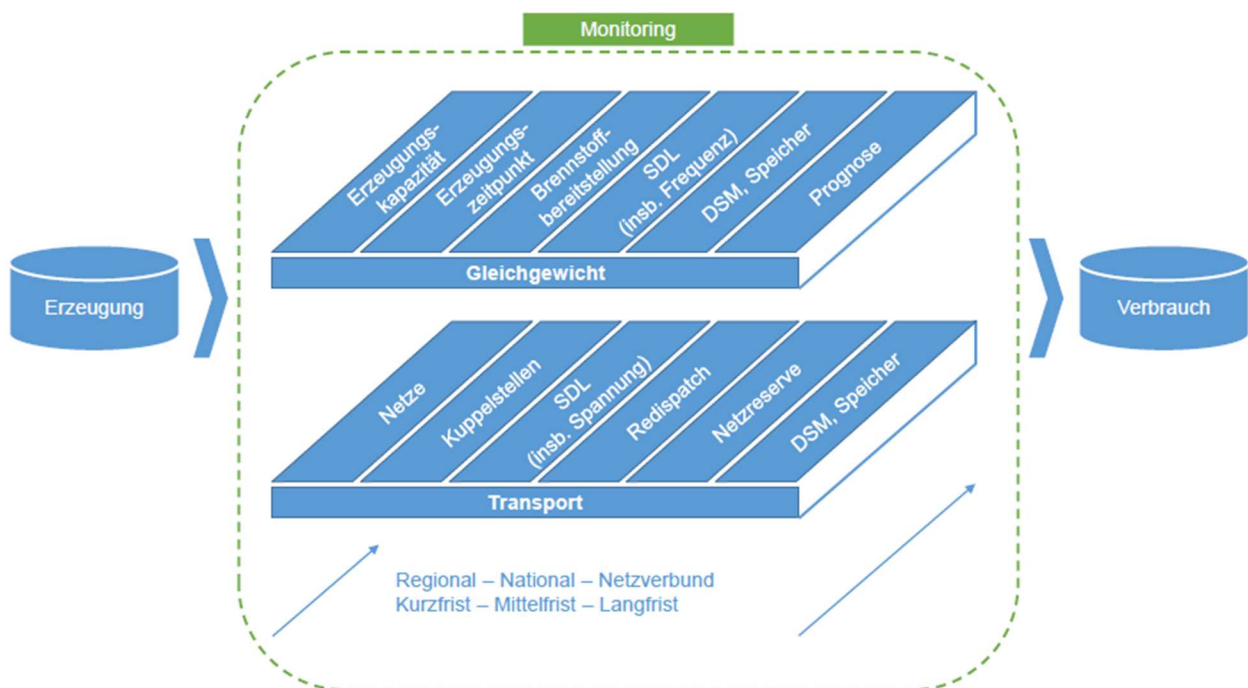 Monitoring
Erzeugungs-
kapazität
Erzeugungs-
zeitpunkt
Brennstoff-
bereitstellung
SDL
(insb. Frequenz)
DSM, Speicher
Prognose
Gleichgewicht
Erzeugung
Verbrauch
Netze
Kuppelstellen
SDL
(insb. Spannung)
Redispatch
Netzreserve
DSM, Speicher
Transport
Regional – National – Netzverbund
Kurzfrist – Mittelfrist – Langfrist